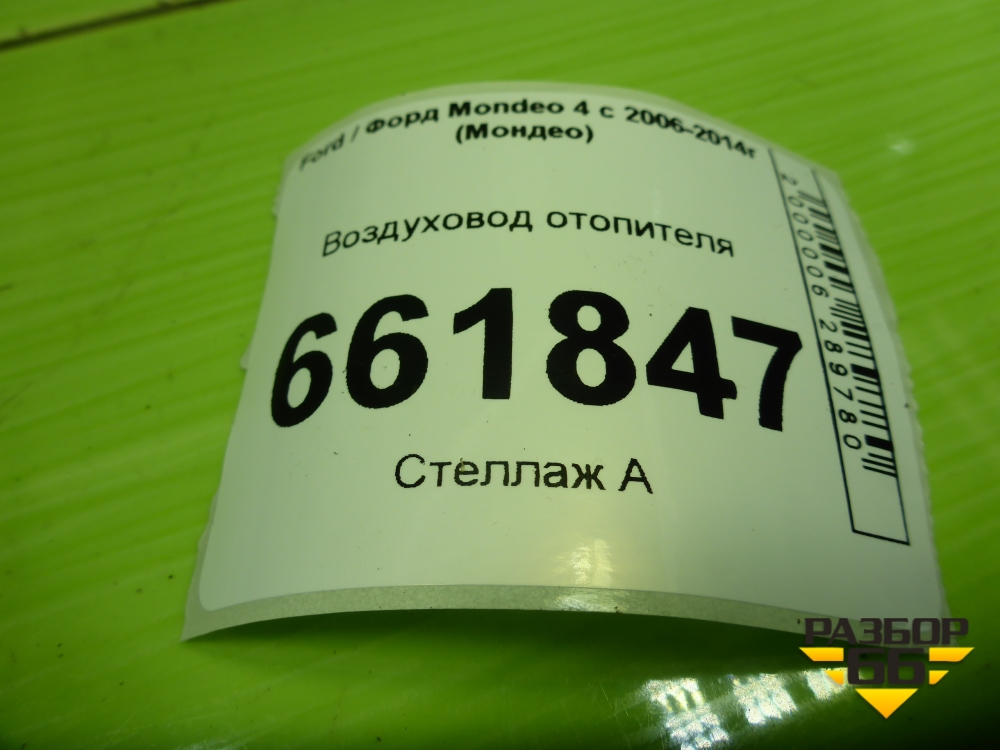 Ford / Форд Mondeo 4 с 2006-2014г
(Мондео)
Воздуховод отопителя
661847
Стеллаж А
2000006289780
РАЗБОР
66